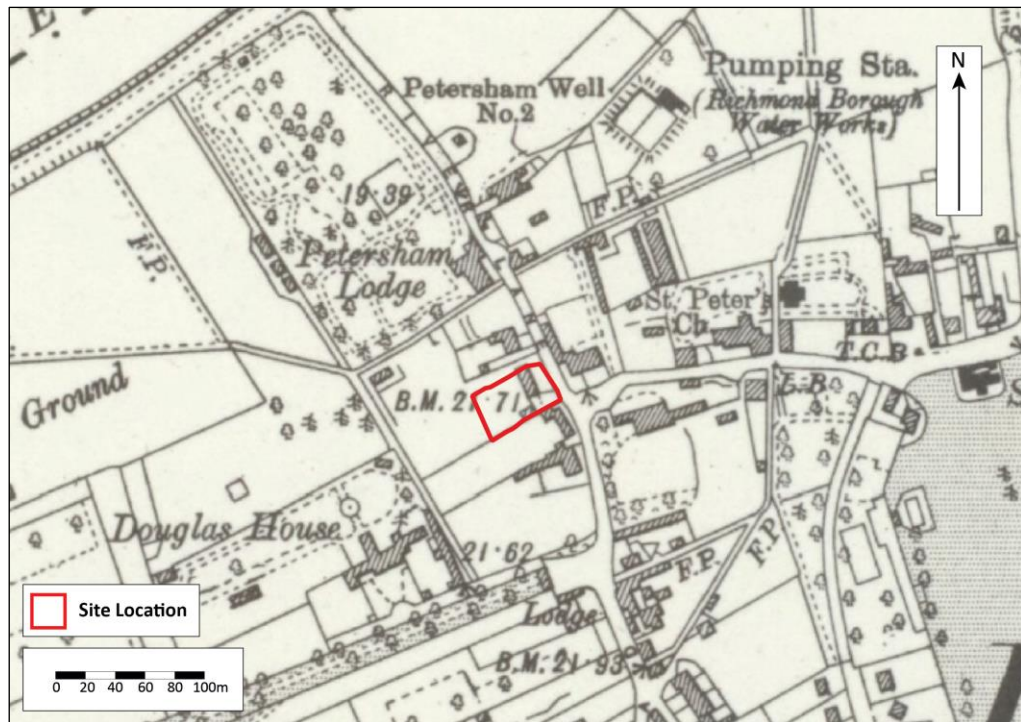 E.
Petersham Well
No.2
Pumping Sta.
(Richmond Borough
Water Works)
N
19·39
F.P.
F.P.
Petersham
Lodge
St. Peter's
Ch.
T.C.B.
L.B.
Ground
B.M. 21·71
Douglas House
21·62
F.P.
F.P.
Lodge
B.M. 21·93
S
Site Location
0 20 40 60 80 100m